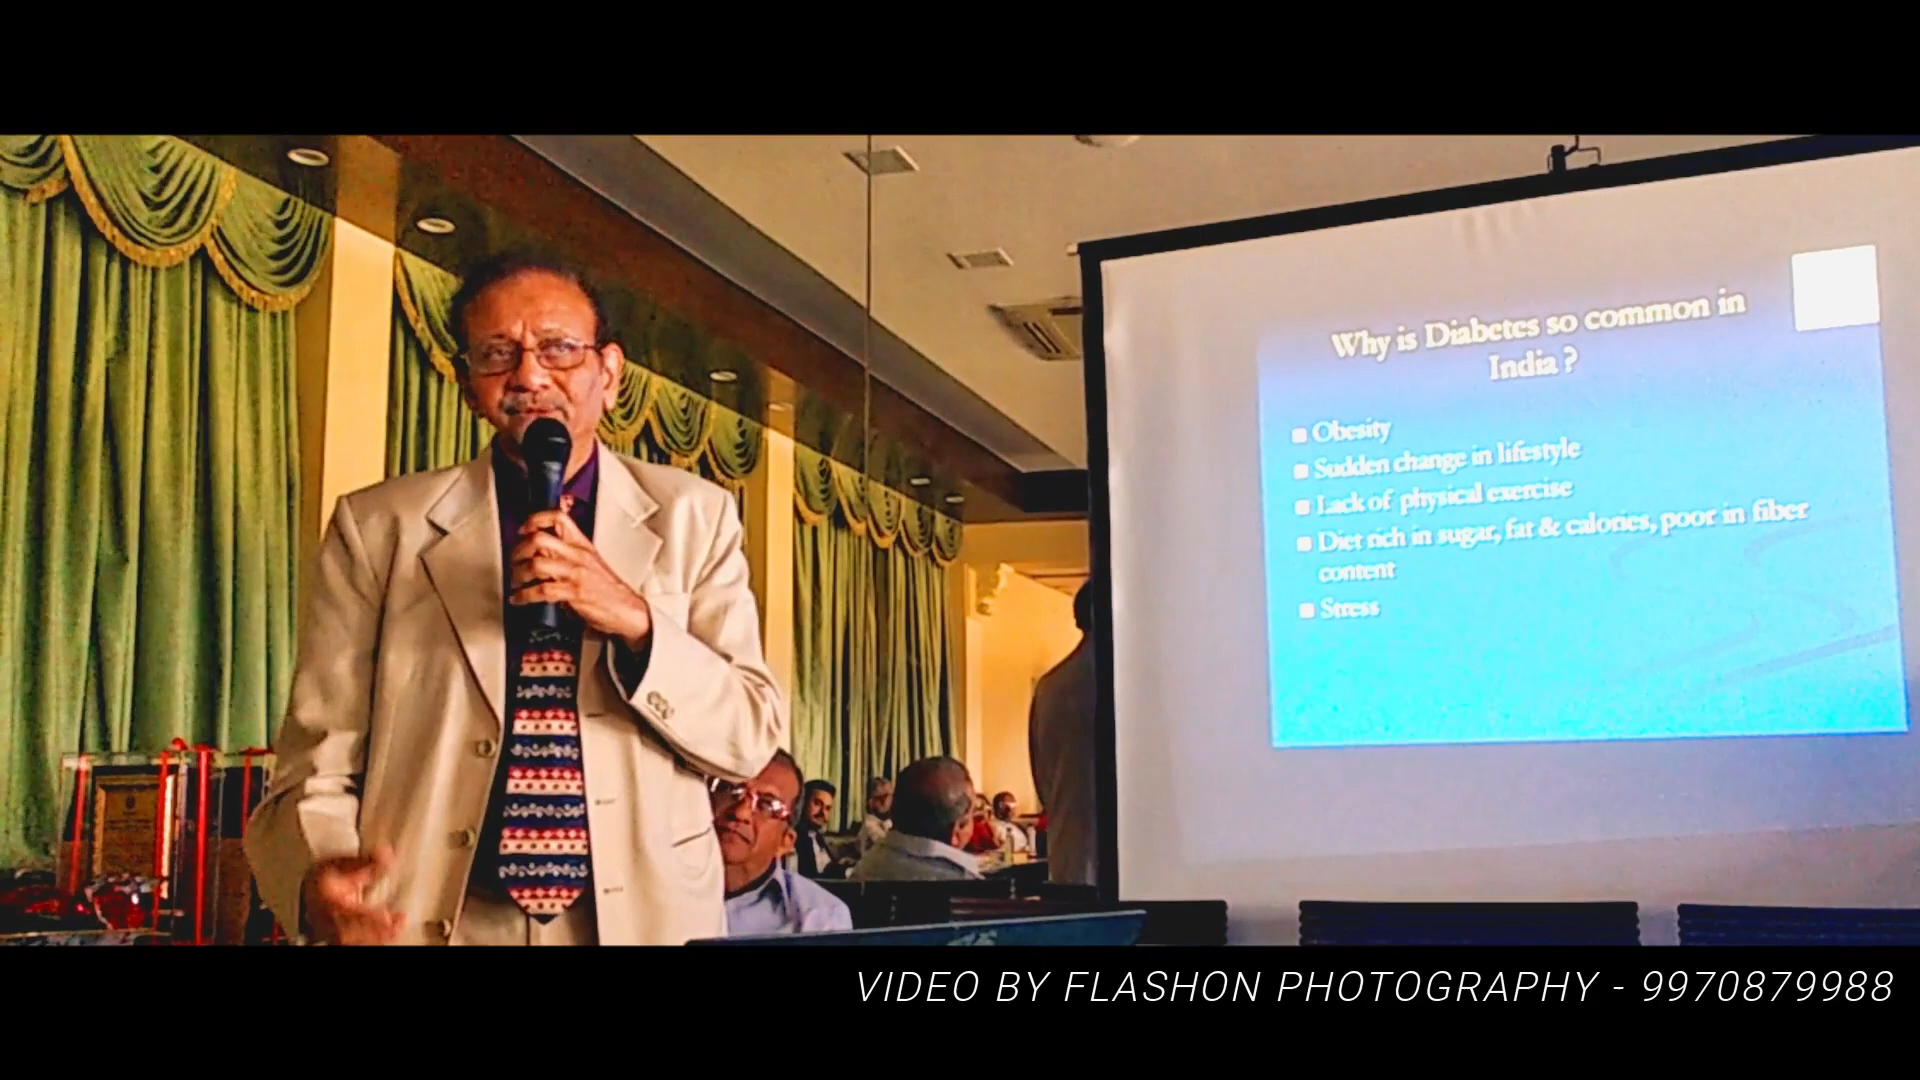 Why is Diabetes so common in
India ?
■ Obesity
■ Sudden change in lifestyle
■ Lack of physical exercise
■ Diet rich in sugar, fat & calories, poor in fiber
content
■ Stress
VIDEO BY FLASHON PHOTOGRAPHY - 9970879988